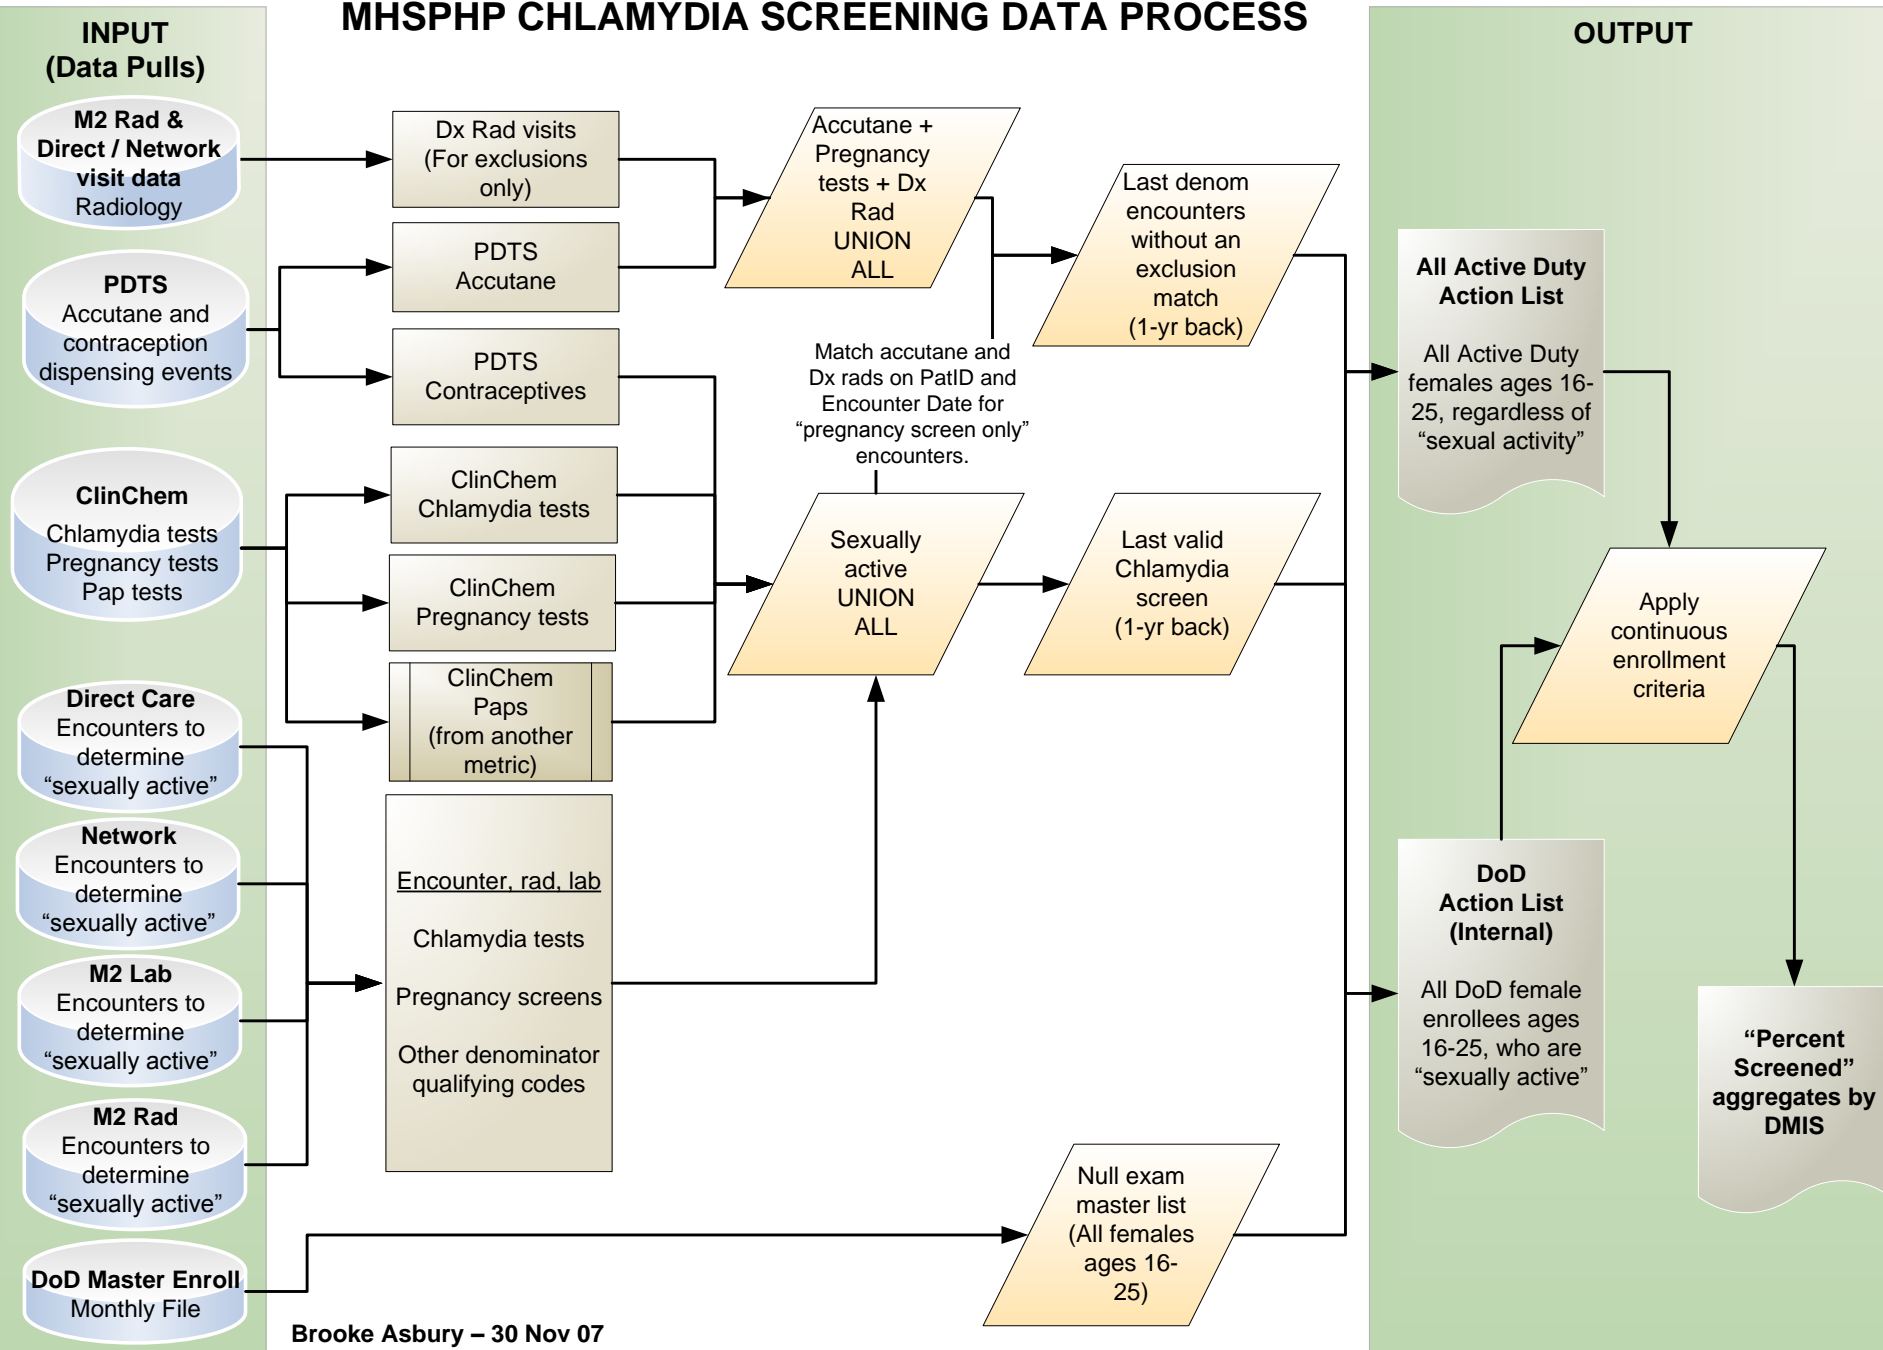 MHSPHP CHLAMYDIA SCREENING DATA PROCESS
INPUT
(Data Pulls)
M2 Rad &
Direct / Network
visit data
Radiology
PDTS
Accutane and
contraception
dispensing events
ClinChem
Chlamydia tests
Pregnancy tests
Pap tests
Direct Care
Encounters to
determine
“sexually active”
Network
Encounters to
determine
“sexually active”
M2 Lab
Encounters to
determine
“sexually active”
M2 Rad
Encounters to
determine
“sexually active”
DoD Master Enroll
Monthly File
Dx Rad visits
(For exclusions
only)
PDTS
Accutane
PDTS
Contraceptives
ClinChem
Chlamydia tests
ClinChem
Pregnancy tests
ClinChem
Paps
(from another
metric)
Encounter, rad, lab
Chlamydia tests
Pregnancy screens
Other denominator
qualifying codes
Accutane +
Pregnancy
tests + Dx
Rad
UNION
ALL
Match accutane and
Dx rads on PatID and
Encounter Date for
“pregnancy screen only”
encounters.
Sexually
active
UNION
ALL
Last denom
encounters
without an
exclusion
match
(1-yr back)
Last valid
Chlamydia
screen
(1-yr back)
Null exam
master list
(All females
ages 16-
25)
OUTPUT
All Active Duty
Action List
All Active Duty
females ages 16-
25, regardless of
“sexual activity”
Apply
continuous
enrollment
criteria
DoD
Action List
(Internal)
All DoD female
enrollees ages
16-25, who are
“sexually active”
“Percent
Screened”
aggregates by
DMIS
Brooke Asbury – 30 Nov 07